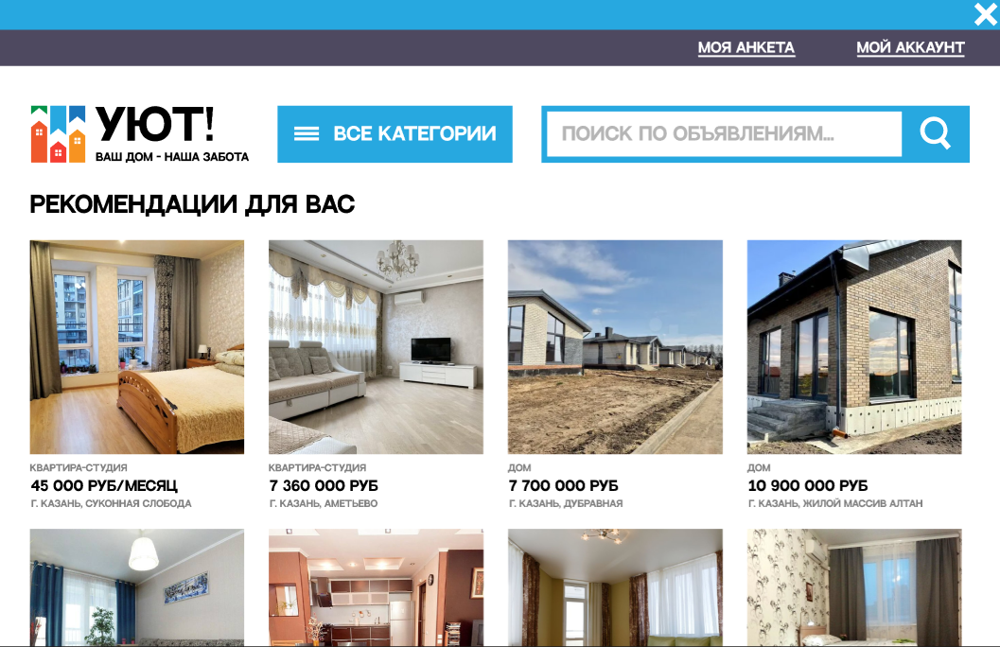 МОЯ АНКЕТА
МОЙ АККАУНТ
УЮТ!
ВАШ ДОМ - НАША ЗАБОТА
ВСЕ КАТЕГОРИИ
ПОИСК ПО ОБЪЯВЛЕНИЯМ...
РЕКОМЕНДАЦИИ ДЛЯ ВАС
КВАРТИРА-СТУДИЯ
45 000 РУБ/МЕСЯЦ
Г. КАЗАНЬ, СУКОННАЯ СЛОБОДА
КВАРТИРА-СТУДИЯ
7 360 000 РУБ
Г. КАЗАНЬ, АМЕТЬЕВО
ДОМ
7 700 000 РУБ
Г. КАЗАНЬ, ДУБРАВНАЯ
ДОМ
10 900 000 РУБ
Г. КАЗАНЬ, ЖИЛОЙ МАССИВ АЛТАН